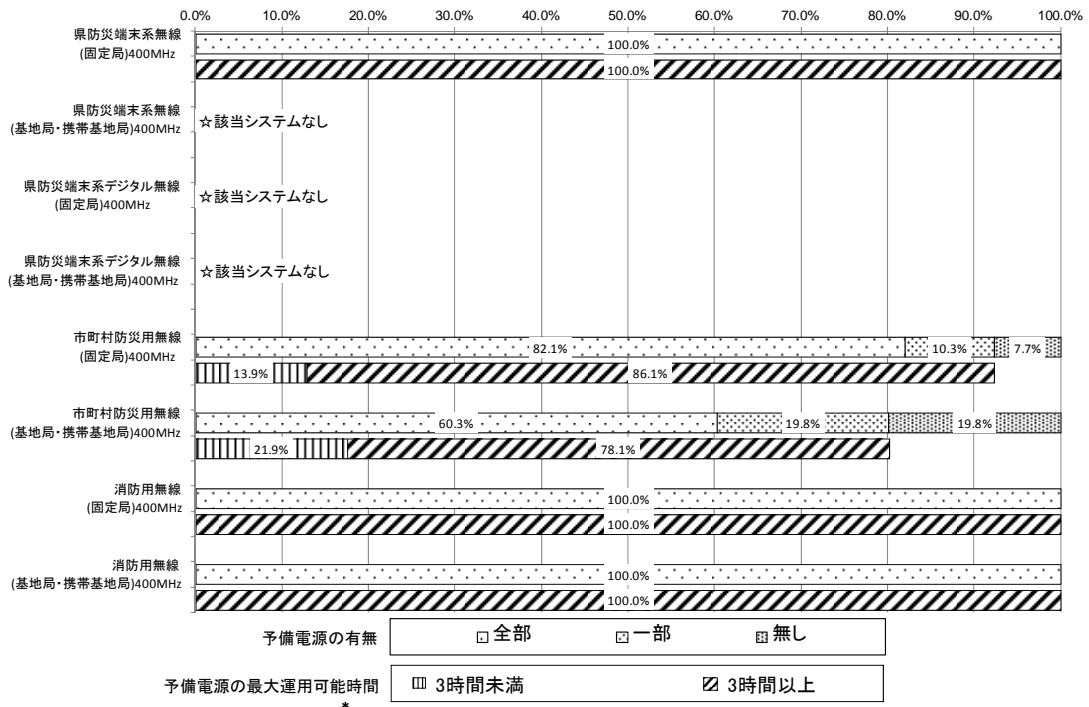 0.0% 10.0% 20.0% 30.0% 40.0% 50.0% 60.0% 70.0% 80.0% 90.0% 100.0%
県防災端末系無線
(固定局)400MHz
100.0%
100.0%
県防災端末系無線
(基地局・携帯基地局)400MHz
☆該当システムなし
県防災端末系デジタル無線
(固定局)400MHz
☆該当システムなし
県防災端末系デジタル無線
(基地局・携帯基地局)400MHz
☆該当システムなし
市町村防災用無線
(固定局)400MHz
82.1% 10.3% 7.7%
13.9% 86.1%
市町村防災用無線
(基地局・携帯基地局)400MHz
60.3% 19.8% 19.8%
21.9% 78.1%
消防用無線
(固定局)400MHz
100.0%
100.0%
消防用無線
(基地局・携帯基地局)400MHz
100.0%
100.0%
予備電源の有無 全部 一部 無し
予備電源の最大運用可能時間 3時間未満 3時間以上
*